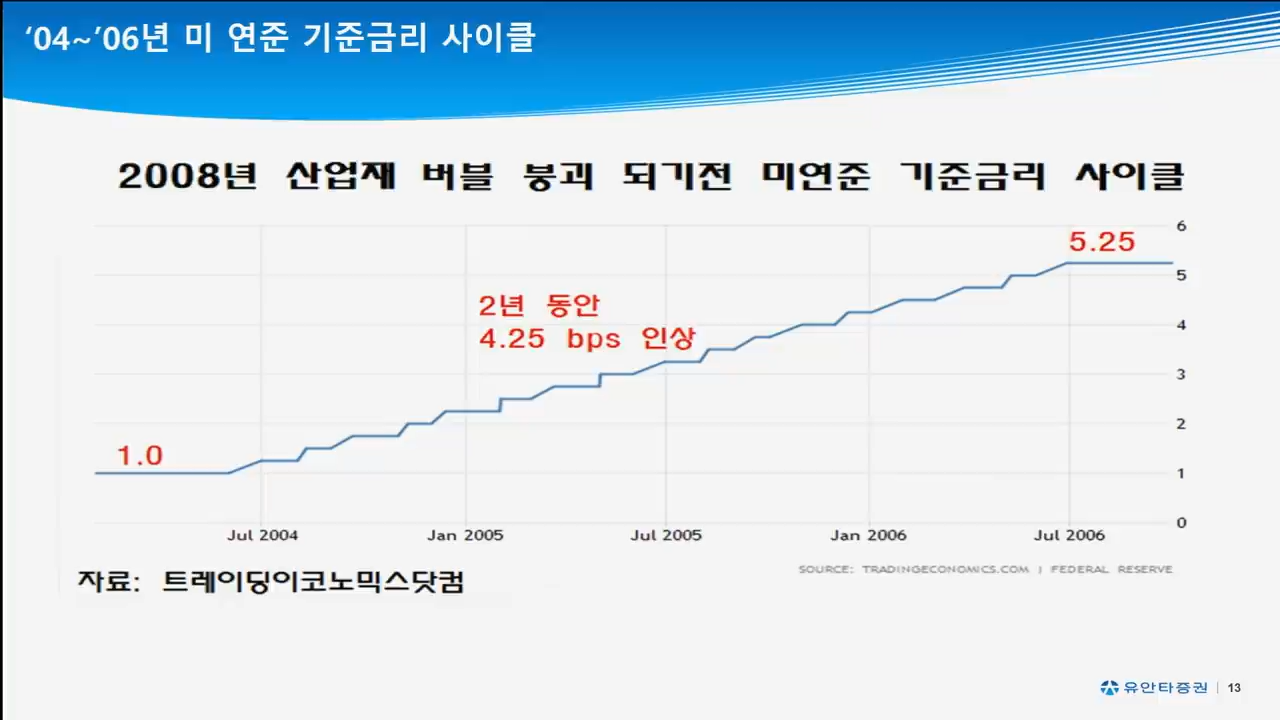 ‘04~’06년 미 연준 기준금리 사이클
2008년 산업재 버블 붕괴 되기전 미연준 기준금리 사이클
6
5.25
5
2년 동안
4.25 bps 인상
4
3
2
1.0
1
0
Jul 2004
Jan 2005
Jul 2005
Jan 2006
Jul 2006
SOURCE: TRADINGECONOMICS.COM | FEDERAL RESERVE
자료: 트레이딩이코노믹스닷컴
유안타증권 | 13